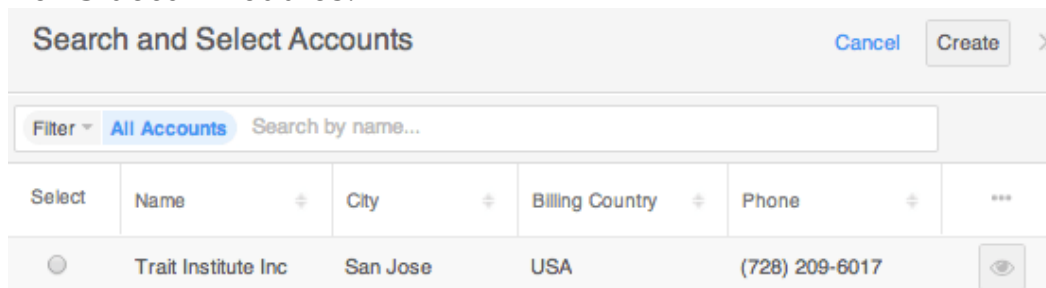 Search and Select Accounts Cancel Create
Filter All Accounts Search by name...
Select Name City Billing Country Phone ...
Trait Institute Inc San Jose USA (728) 209-6017